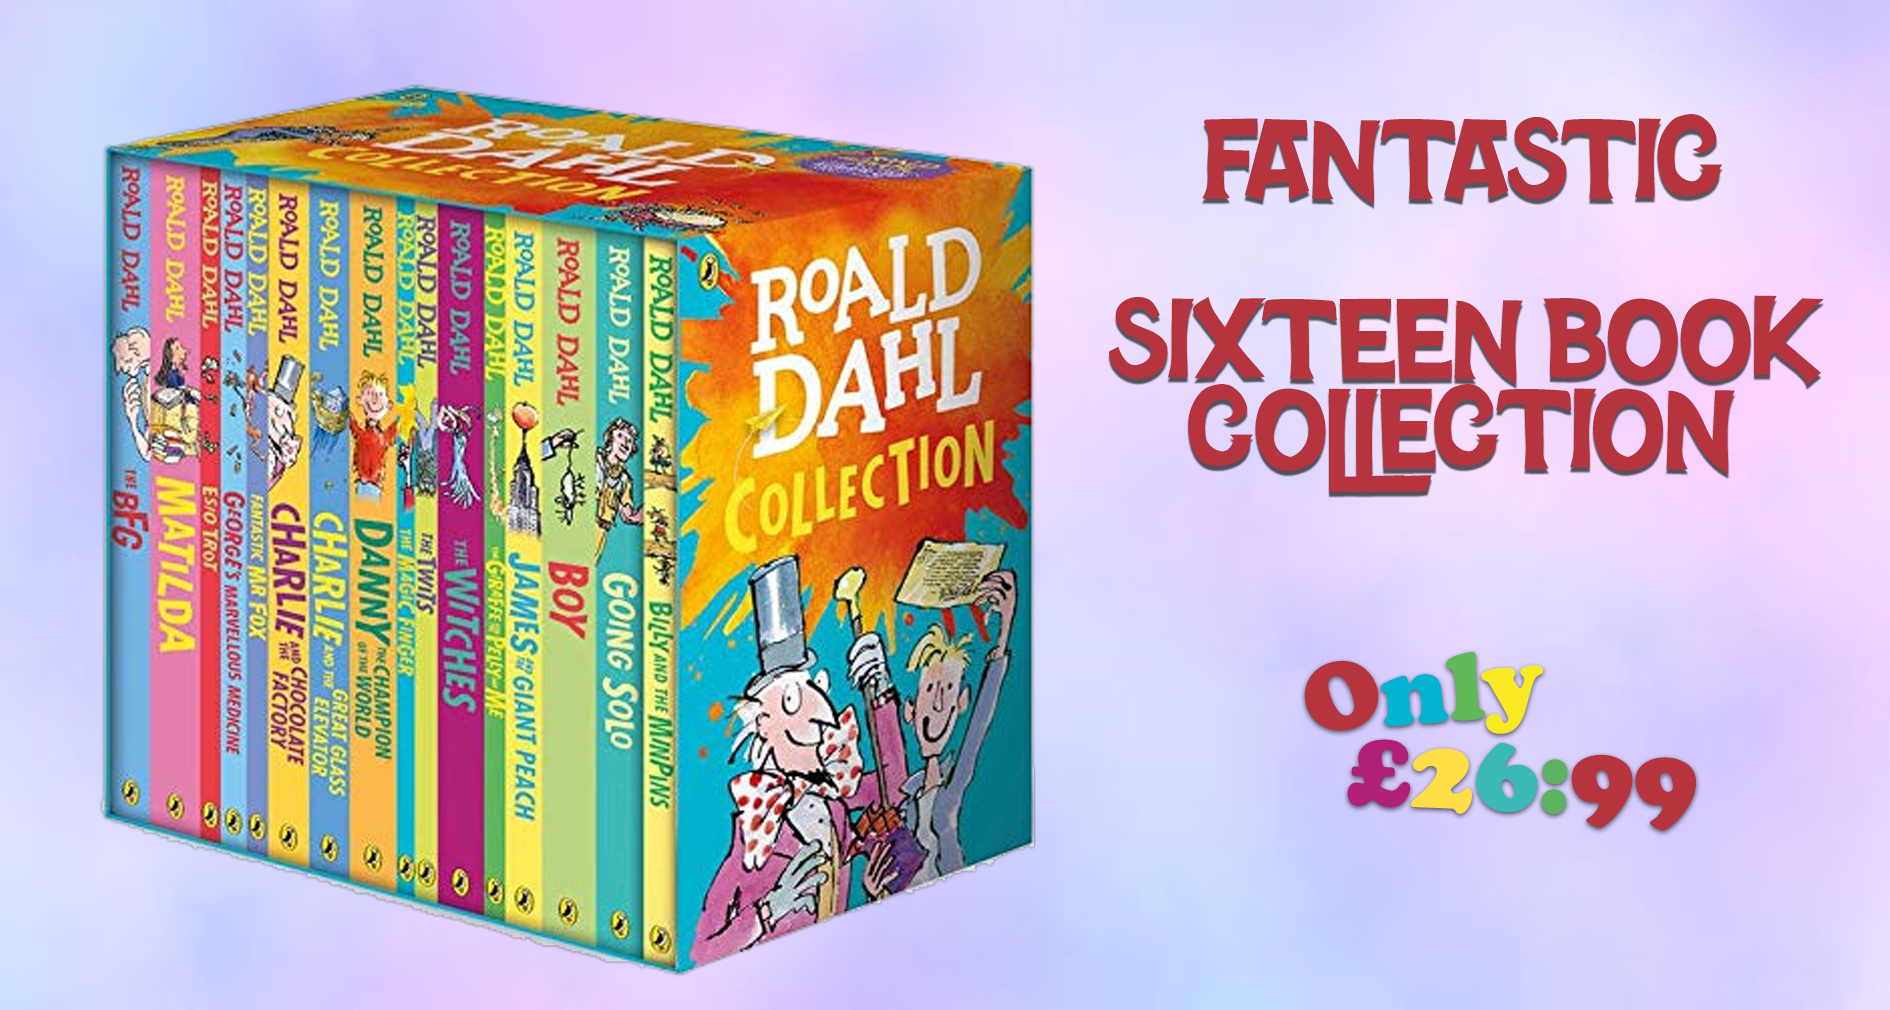 ROALD DAHL
COLLECTION
ROALD DAHL THE BFG
ROALD DAHL MATILDA
ROALD DAHL ESIO TROT
ROALD DAHL GEORGE'S MARVELLOUS MEDICINE
ROALD DAHL FANTASTIC MR FOX
ROALD DAHL CHARLIE AND THE CHOCOLATE FACTORY
ROALD DAHL CHARLIE AND THE GREAT GLASS ELEVATOR
ROALD DAHL DANNY THE CHAMPION OF THE WORLD
ROALD DAHL THE MAGIC FINGER
ROALD DAHL THE TWITS
ROALD DAHL THE WITCHES
ROALD DAHL THE GIRAFFE AND THE PELLY AND ME
ROALD DAHL JAMES AND THE GIANT PEACH
ROALD DAHL BOY
ROALD DAHL GOING SOLO
ROALD DAHL BILLY AND THE MINPINS
ROALD
DAHL
COLLECTION
FANTASTIC
SIXTEEN BOOK
COLLECTION
Only
£26:99